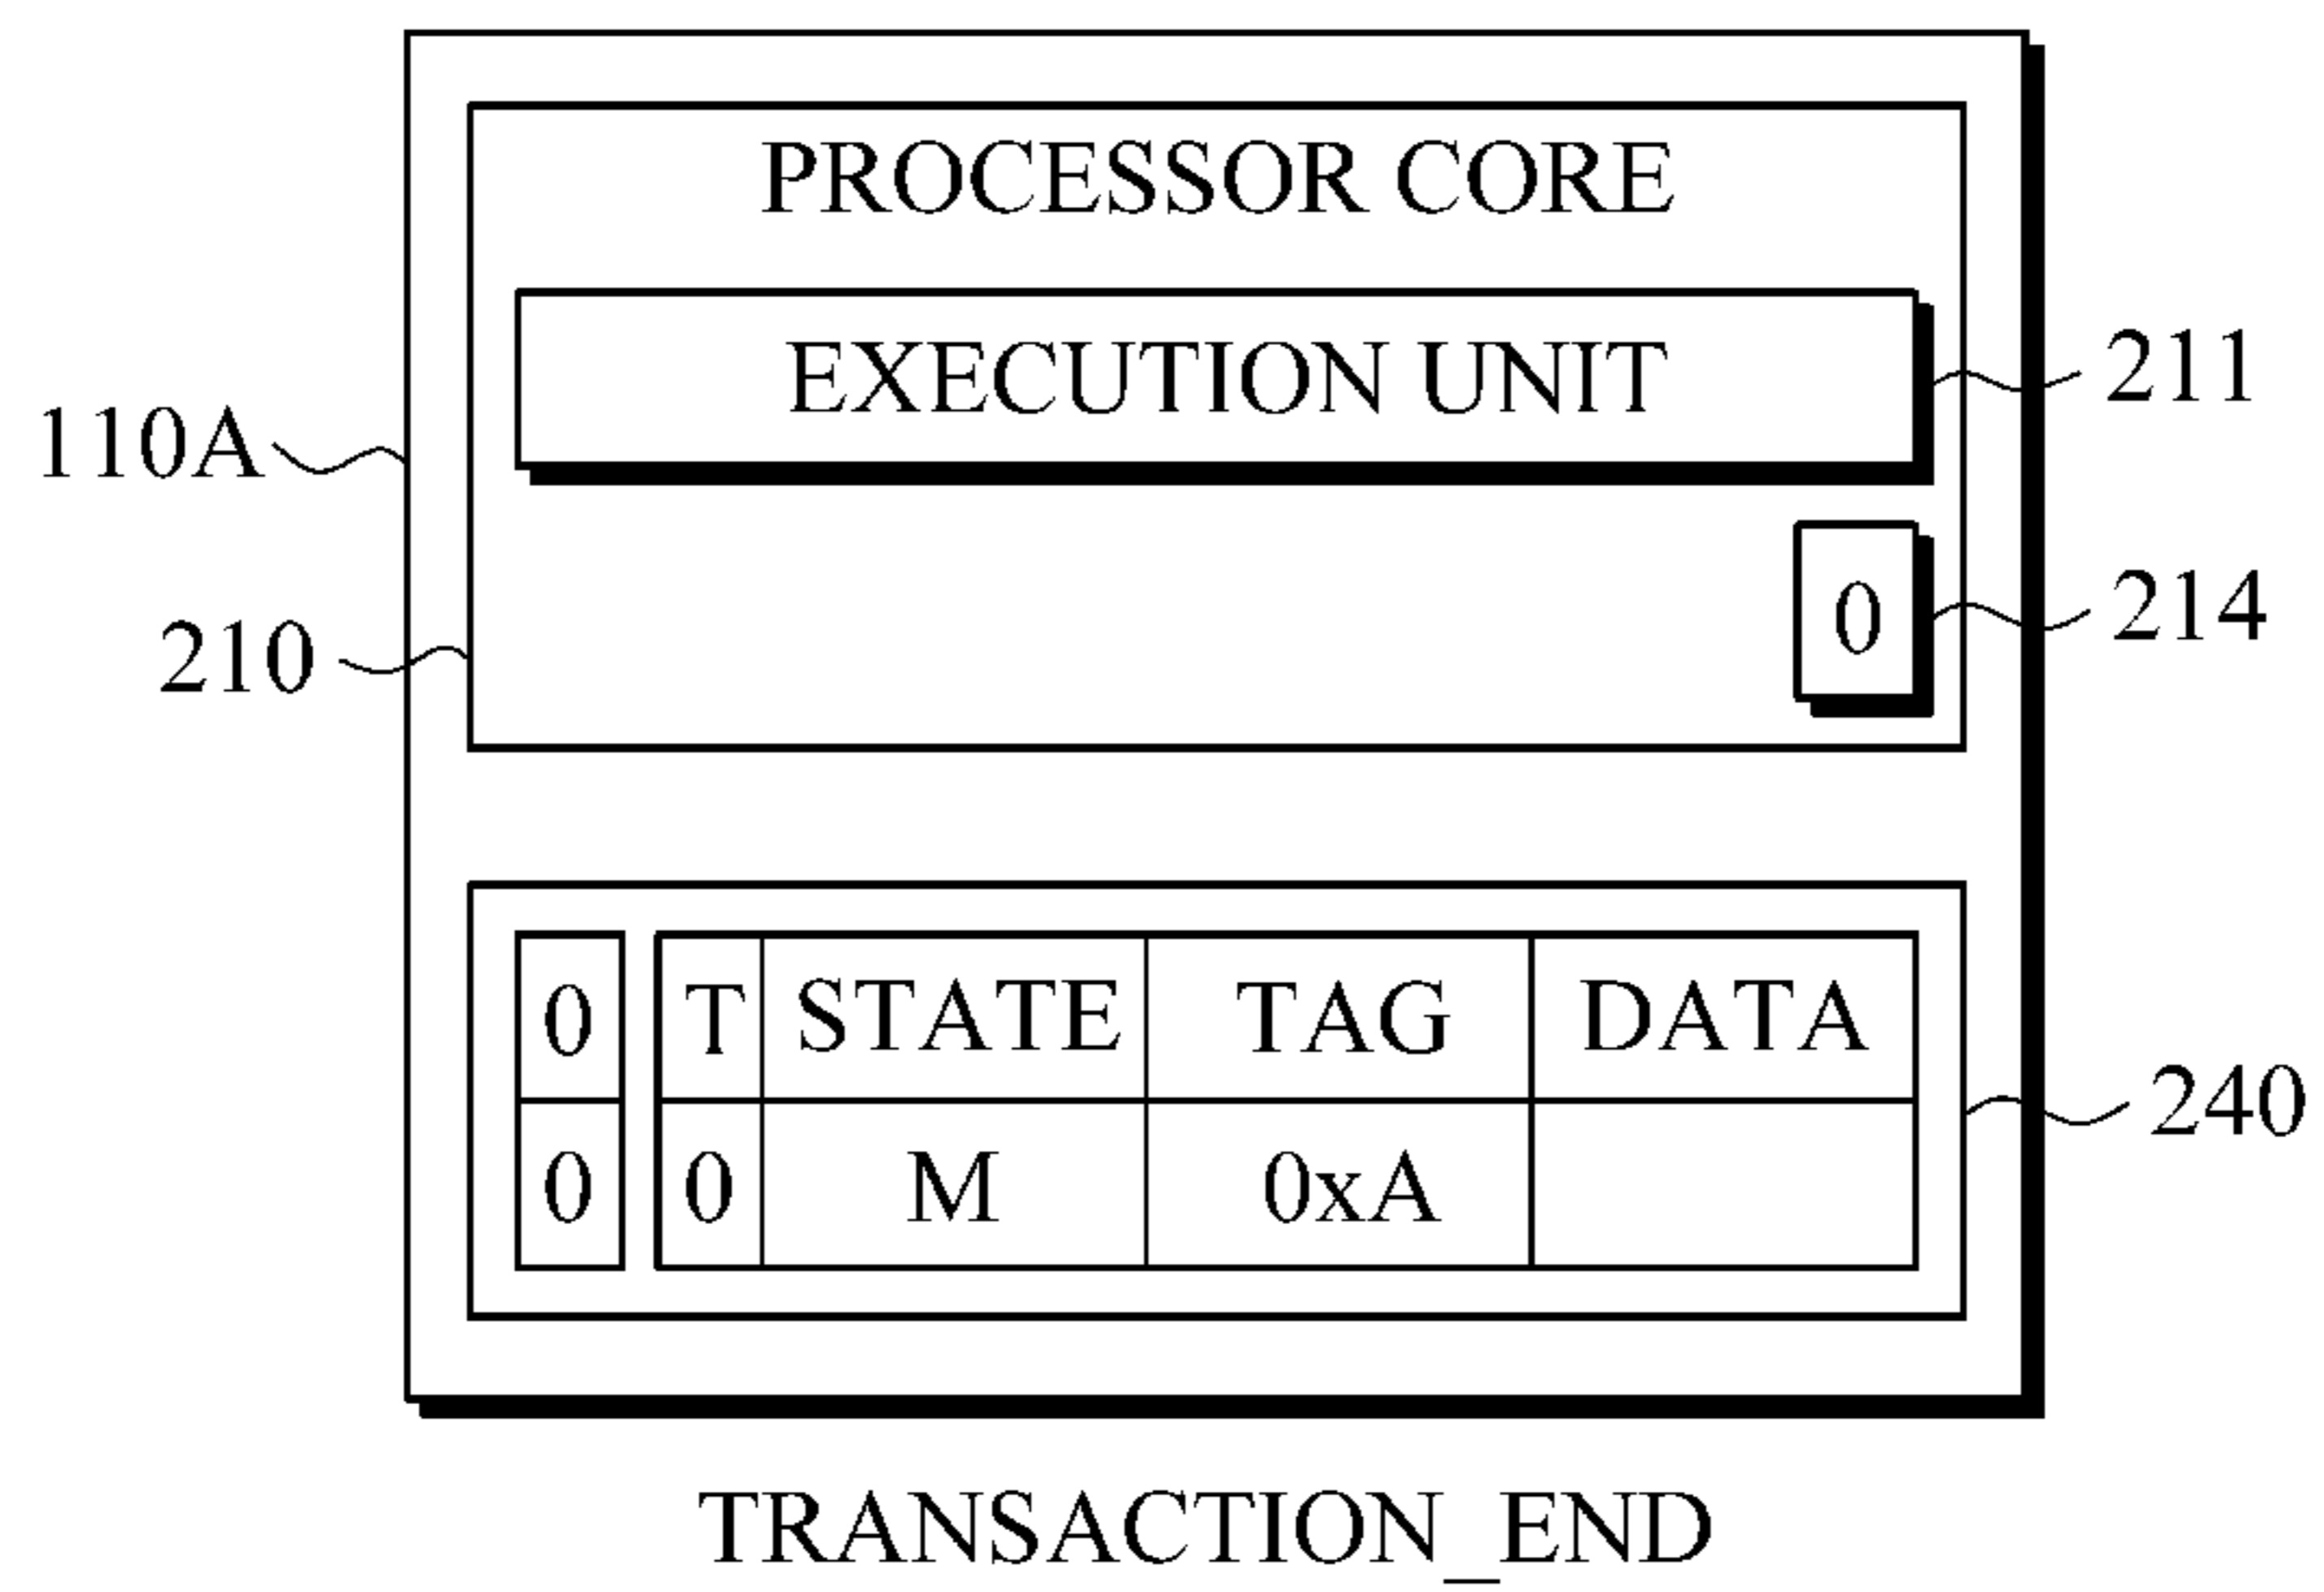 PROCESSOR CORE
EXECUTION UNIT
211
110A
0
214
210
0 T STATE TAG DATA
240
0 0 M 0xA
TRANSACTION_END